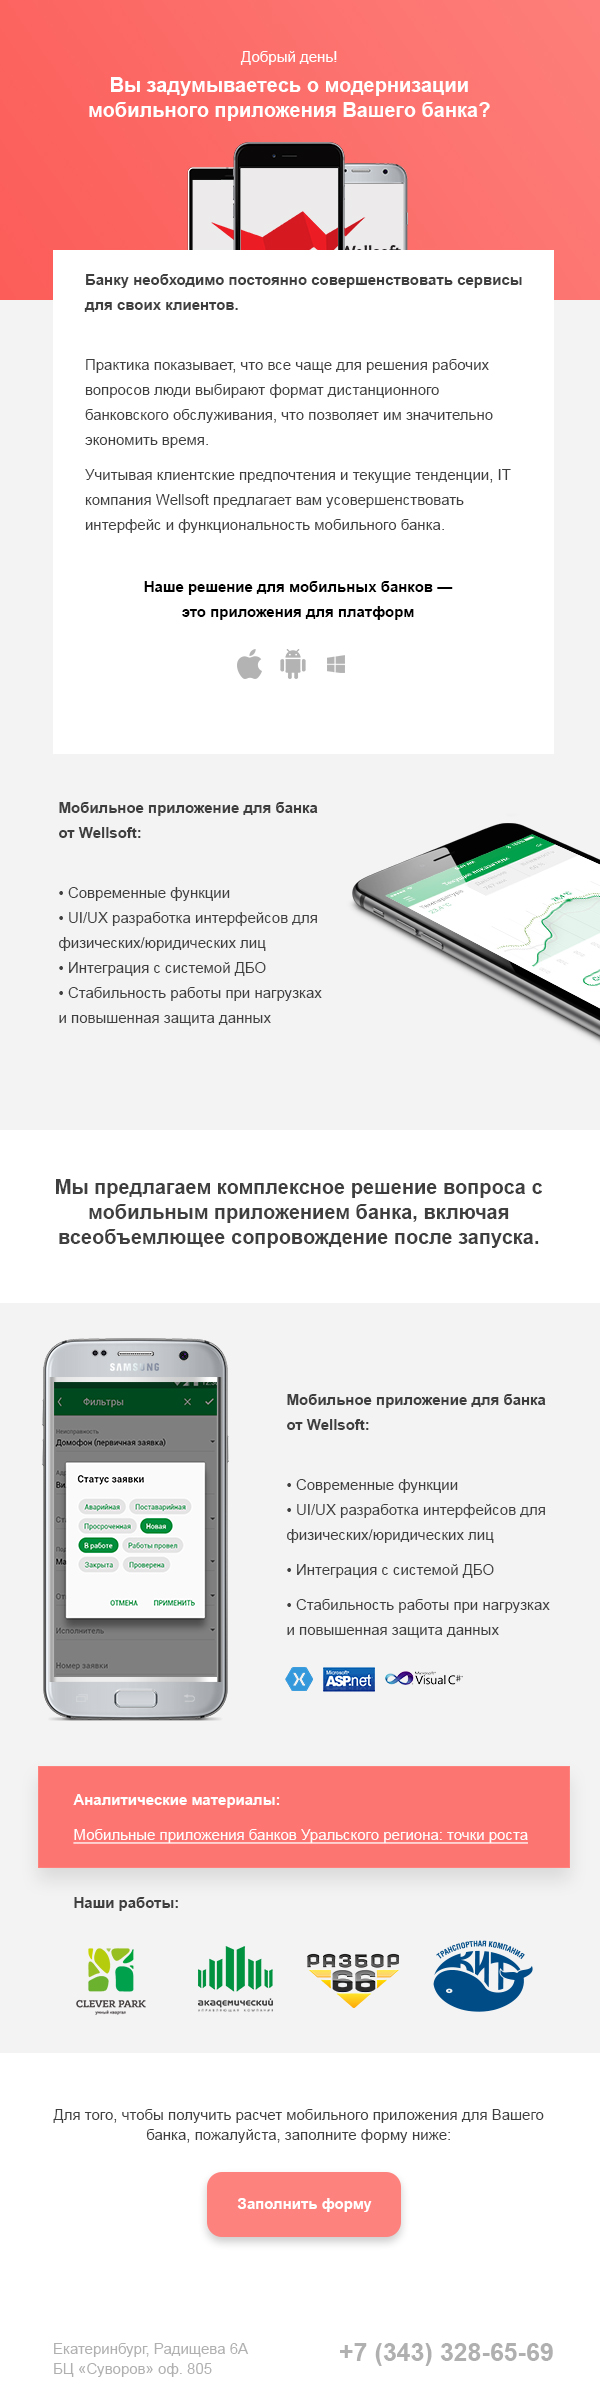 Добрый день!
Вы задумываетесь о модернизации
мобильного приложения Вашего банка?
Wellsoft
Банку необходимо постоянно совершенствовать сервисы
для своих клиентов.
Практика показывает, что все чаще для решения рабочих
вопросов люди выбирают формат дистанционного
банковского обслуживания, что позволяет им значительно
экономить время.
Учитывая клиентские предпочтения и текущие тенденции, IT
компания Wellsoft предлагает вам усовершенствовать
интерфейс и функциональность мобильного банка.
Наше решение для мобильных банков —
это приложения для платформ
Мобильное приложение для банка
от Wellsoft:
• Современные функции
• UI/UX разработка интерфейсов для
физических/юридических лиц
• Интеграция с системой ДБО
• Стабильность работы при нагрузках
и повышенная защита данных
Текущие показатели
Температура
Мы предлагаем комплексное решение вопроса с
мобильным приложением банка, включая
всеобъемлющее сопровождение после запуска.
SAMSUNG
Фильтры
Неисправность
Домофон (первичная заявка)
Статус заявки
Аварийная Поставарийная
Просроченная Новая
В работе Работы провел
Закрыта Проверена
ОТМЕНА ПРИМЕНИТЬ
Исполнитель
Номер заявки
Мобильное приложение для банка
от Wellsoft:
• Современные функции
• UI/UX разработка интерфейсов для
физических/юридических лиц
• Интеграция с системой ДБО
• Стабильность работы при нагрузках
и повышенная защита данных
Microsoft
ASP.net
Microsoft
Visual C#
Аналитические материалы:
Мобильные приложения банков Уральского региона: точки роста
Наши работы:
CLEVER PARK
умный квартал
академический
управляющая компания
РАЗБОР
66
ТРАНСПОРТНАЯ КОМПАНИЯ
КИТ
Для того, чтобы получить расчет мобильного приложения для Вашего
банка, пожалуйста, заполните форму ниже:
Заполнить форму
Екатеринбург, Радищева 6А
БЦ «Суворов» оф. 805
+7 (343) 328-65-69